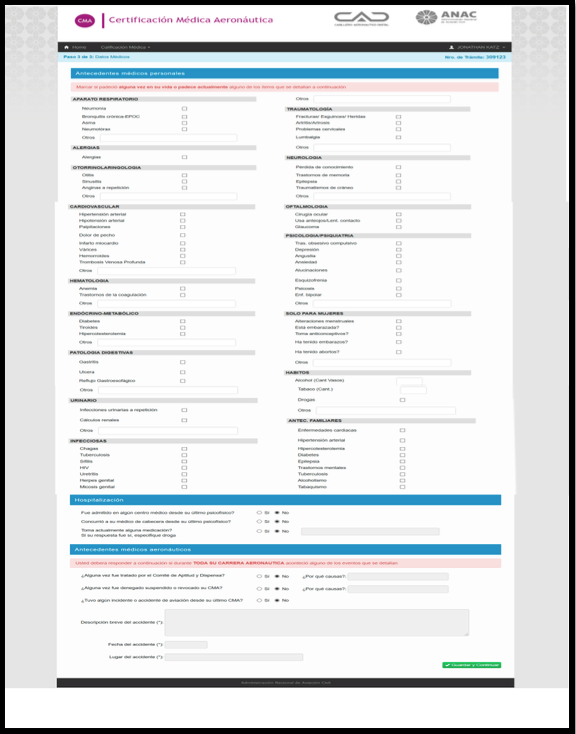 CMA Certificación Médica Aeronáutica
CAD
ANAC
Home Calificación Médica JONATHAN KATZ
Paso 3 de 3: Datos Médicos Nro. de Trámite: 309123
Antecedentes médicos personales
Marcar si padeció alguna vez en su vida o padece actualmente alguno de los ítems que se detallan a continuación
APARATO RESPIRATORIO
Neumonia
Bronquitis crónica-EPOC
Asma
Neumotórax
Otros
ALERGIAS
Alergias
OTORRINOLARINGOLOGIA
Otitis
Sinusitis
Anginas a repetición
Otros
CARDIOVASCULAR
Hipertensión arterial
Hipotensión arterial
Palpitaciones
Dolor de pecho
Infarto miocardio
Várices
Hemorroides
Trombosis Venosa Profunda
Otros
HEMATOLOGIA
Anemia
Trastornos de la coagulación
Otros
ENDÓCRINO-METABÓLICO
Diabetes
Tiroides
Hipercolesterolemia
Otros
PATOLOGIA DIGESTIVAS
Gastritis
Ulcera
Reflujo Gastroesofágico
Otros
URINARIO
Infecciones urinarias a repetición
Cálculos renales
Otros
INFECCIOSAS
Chagas
Tuberculosis
Sífilis
HIV
Uretritis
Herpes genital
Micosis genital
Otros
TRAUMATOLOGÍA
Fracturas/ Esguinces/ Heridas
Artritis/Artrosis
Problemas cervicales
Lumbalgia
Otros
NEUROLOGIA
Pérdida de conocimiento
Trastornos de memoria
Epilepsia
Traumatismos de cráneo
Otros
OFTALMOLOGIA
Cirugía ocular
Usa anteojos/Lent. contacto
Glaucoma
PSICOLOGIA/PSIQUIATRIA
Tras. obsesivo compulsivo
Depresión
Angustia
Ansiedad
Alucinaciones
Esquizofrenia
Psicosis
Enf. bipolar
Otros
SOLO PARA MUJERES
Alteraciones menstruales
Está embarazada?
Toma anticonceptivos?
Ha tenido embarazos?
Ha tenido abortos?
Otros
HABITOS
Alcohol (Cant Vasos)
Tabaco (Cant.)
Drogas
Otros
ANTEC. FAMILIARES
Enfermedades cardíacas
Hipertensión arterial
Hipercolesterolemia
Diabetes
Epilepsia
Trastornos mentales
Tuberculosis
Alcoholismo
Tabaquismo
Hospitalización
Fue admitido en algún centro médico desde su último psicofísico? Si No
Concurrió a su médico de cabecera desde su último psicofísico? Si No
Toma actualmente alguna medicación? Si No
Si su respuesta fue si, especifique droga
Antecedentes médicos aeronáuticos
Usted deberá responder a continuación si durante TODA SU CARRERA AERONAUTICA aconteció alguno de los eventos que se detallan
¿Alguna vez fue tratado por el Comité de Aptitud y Dispensa? Si No ¿Por qué causas?:
¿Alguna vez fue denegado suspendido o revocado su CMA? Si No ¿Por qué causas?:
¿Tuvo algún incidente o accidente de aviación desde su último CMA? Si No
Descripción breve del accidente (*):
Fecha del accidente (*):
Lugar del accidente (*):
Guardar y Continuar
Administración Nacional de Aviación Civil